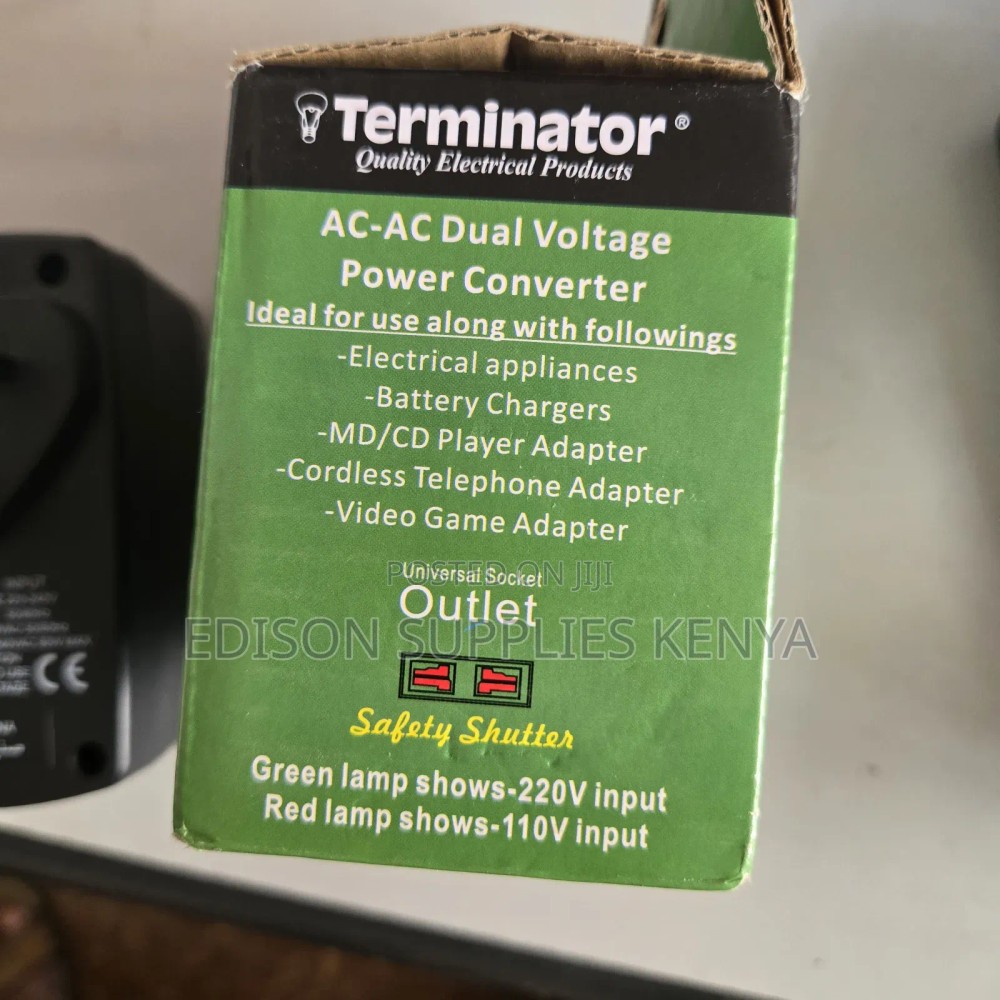 Terminator®
Quality Electrical Products
AC-AC Dual Voltage
Power Converter
Ideal for use along with followings
-Electrical appliances
-Battery Chargers
-MD/CD Player Adapter
-Cordless Telephone Adapter
-Video Game Adapter
Universal Socket
POSTED ON JIJI
Outlet
EDISON SUPPLIES KENYA
Safety Shutter
Green lamp shows-220V input
Red lamp shows-110V input
CE